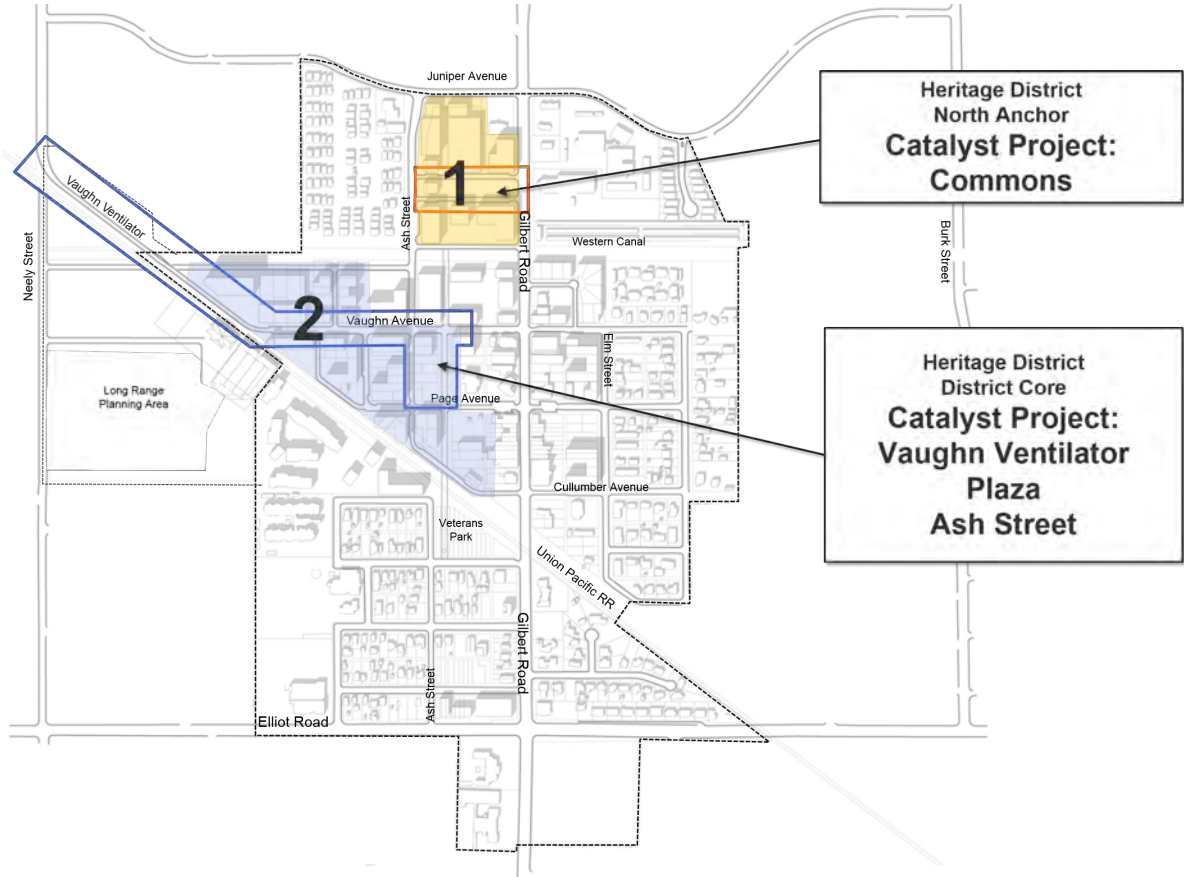 Juniper Avenue
Heritage District
North Anchor
Catalyst Project:
Commons
1
Vaughn Ventilator
Ash Street
Gilbert Road
Neely Street
Western Canal
Burk Street
2
Vaughn Avenue
Elm Street
Long Range
Planning Area
Page Avenue
Heritage District
District Core
Catalyst Project:
Vaughn Ventilator
Plaza
Ash Street
Cullumber Avenue
Veterans
Park
Union Pacific RR
Gilbert Road
Ash Street
Elliot Road